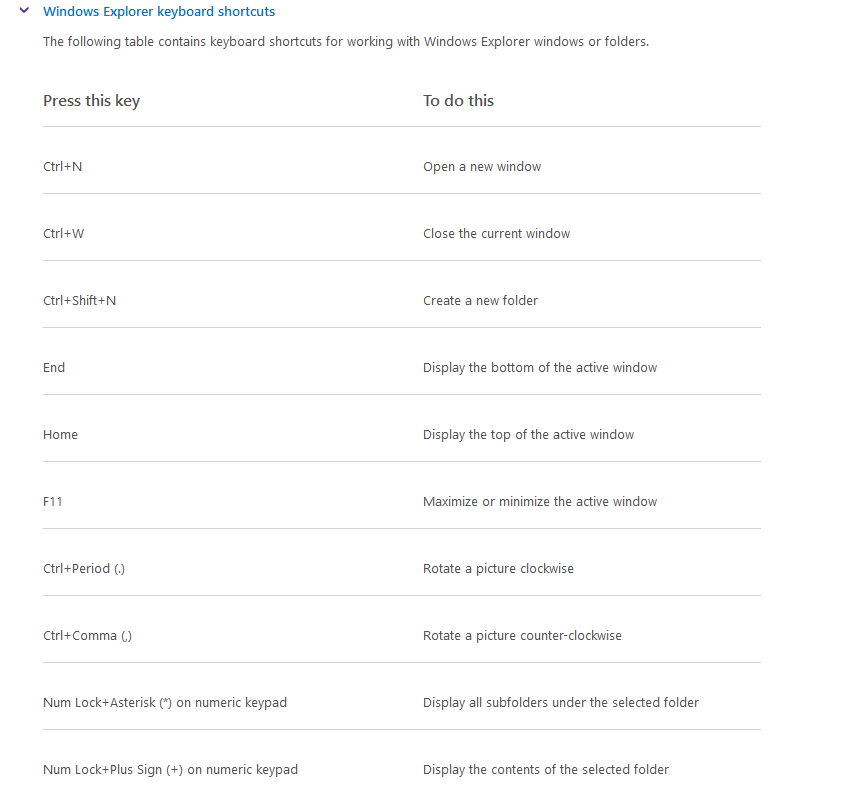 Windows Explorer keyboard shortcuts
The following table contains keyboard shortcuts for working with Windows Explorer windows or folders.
Press this key To do this
Ctrl+N Open a new window
Ctrl+W Close the current window
Ctrl+Shift+N Create a new folder
End Display the bottom of the active window
Home Display the top of the active window
F11 Maximize or minimize the active window
Ctrl+Period (.) Rotate a picture clockwise
Ctrl+Comma (,) Rotate a picture counter-clockwise
Num Lock+Asterisk (*) on numeric keypad Display all subfolders under the selected folder
Num Lock+Plus Sign (+) on numeric keypad Display the contents of the selected folder